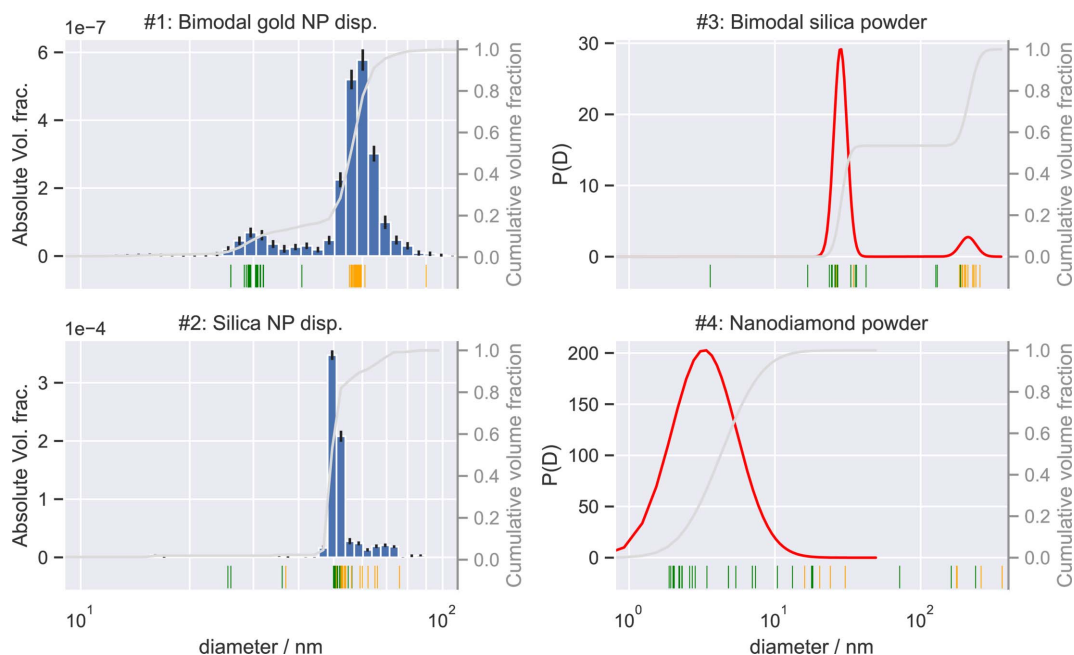 #1: Bimodal gold NP disp.
1e-7
Absolute Vol. frac.
6
4
2
0
1.0
0.8
0.6
0.4
0.2
0.0
Cumulative volume fraction
#3: Bimodal silica powder
P(D)
30
20
10
0
1.0
0.8
0.6
0.4
0.2
0.0
Cumulative volume fraction
#2: Silica NP disp.
1e-4
Absolute Vol. frac.
3
2
1
0
1.0
0.8
0.6
0.4
0.2
0.0
Cumulative volume fraction
10¹
10²
diameter / nm
#4: Nanodiamond powder
P(D)
200
150
100
50
0
1.0
0.8
0.6
0.4
0.2
0.0
Cumulative volume fraction
10⁰
10¹
10²
diameter / nm